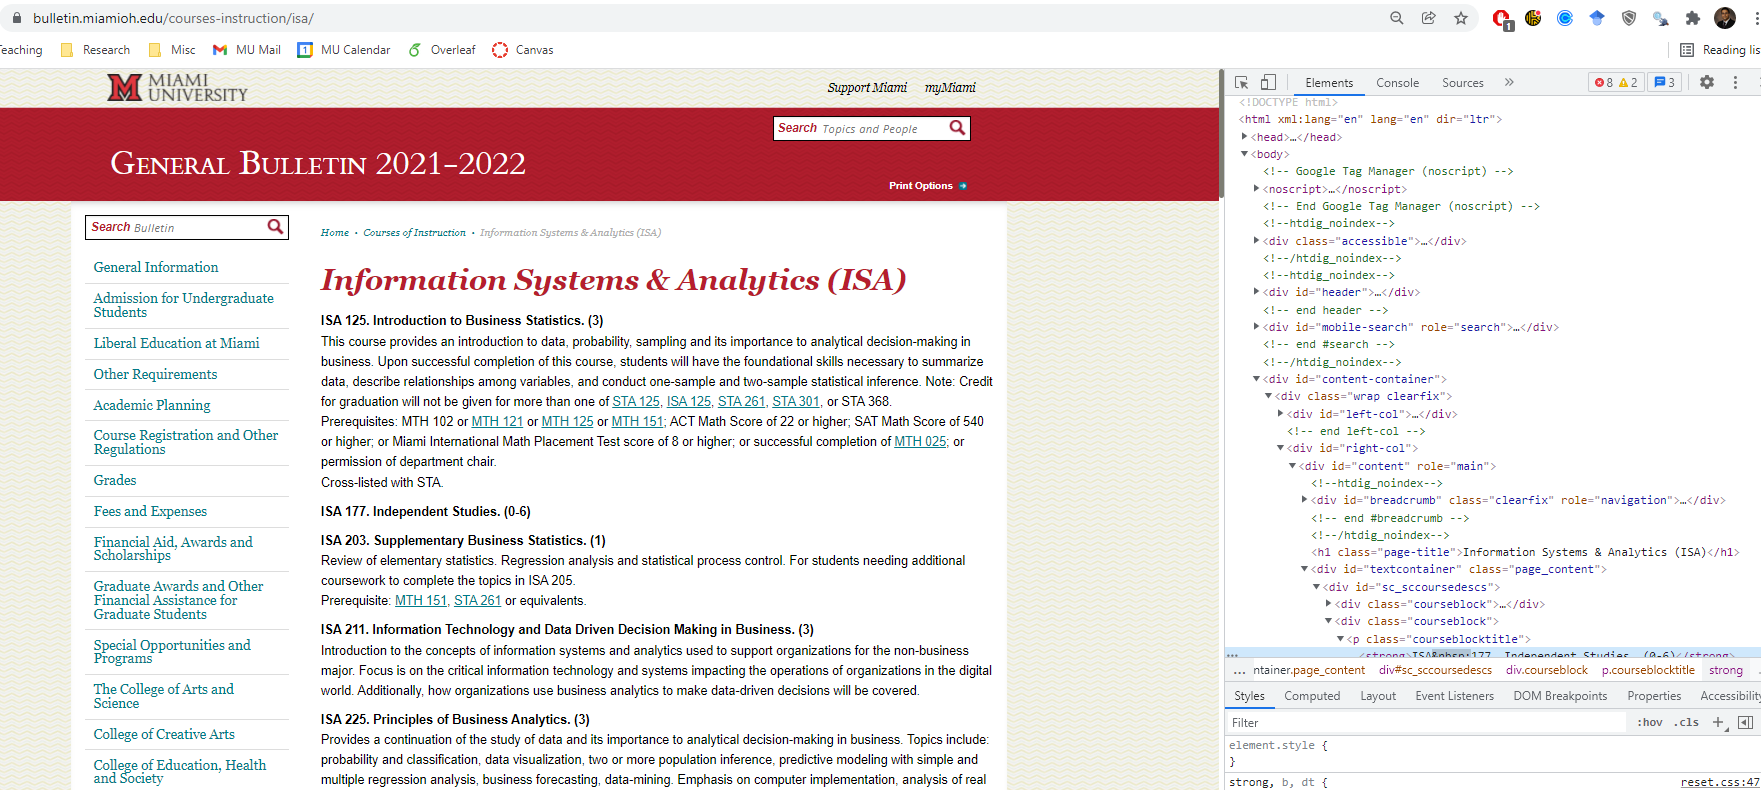 bulletin.miamioh.edu/courses-instruction/isa/
1
Teaching Research Misc MU Mail 1 MU Calendar Overleaf Canvas Reading lis
M MIAMI UNIVERSITY
Support Miami myMiami
Search Topics and People
GENERAL BULLETIN 2021-2022
Print Options
Search Bulletin
General Information
Admission for Undergraduate
Students
Liberal Education at Miami
Other Requirements
Academic Planning
Course Registration and Other
Regulations
Grades
Fees and Expenses
Financial Aid, Awards and
Scholarships
Graduate Awards and Other
Financial Assistance for
Graduate Students
Special Opportunities and
Programs
The College of Arts and
Science
College of Creative Arts
College of Education, Health
and Society
Home • Courses of Instruction • Information Systems & Analytics (ISA)
Information Systems & Analytics (ISA)
ISA 125. Introduction to Business Statistics. (3)
This course provides an introduction to data, probability, sampling and its importance to analytical decision-making in
business. Upon successful completion of this course, students will have the foundational skills necessary to summarize
data, describe relationships among variables, and conduct one-sample and two-sample statistical inference. Note: Credit
for graduation will not be given for more than one of STA 125, ISA 125, STA 261, STA 301, or STA 368.
Prerequisites: MTH 102 or MTH 121 or MTH 125 or MTH 151; ACT Math Score of 22 or higher; SAT Math Score of 540
or higher; or Miami International Math Placement Test score of 8 or higher; or successful completion of MTH 025; or
permission of department chair.
Cross-listed with STA.
ISA 177. Independent Studies. (0-6)
ISA 203. Supplementary Business Statistics. (1)
Review of elementary statistics. Regression analysis and statistical process control. For students needing additional
coursework to complete the topics in ISA 205.
Prerequisite: MTH 151, STA 261 or equivalents.
ISA 211. Information Technology and Data Driven Decision Making in Business. (3)
Introduction to the concepts of information systems and analytics used to support organizations for the non-business
major. Focus is on the critical information technology and systems impacting the operations of organizations in the digital
world. Additionally, how organizations use business analytics to make data-driven decisions will be covered.
ISA 225. Principles of Business Analytics. (3)
Provides a continuation of the study of data and its importance to analytical decision-making in business. Topics include:
probability and classification, data visualization, two or more population inference, predictive modeling with simple and
multiple regression analysis, business forecasting, data-mining. Emphasis on computer implementation, analysis of real
Elements Console Sources » 8 2 3
<!DOCTYPE html>
<html xml:lang="en" lang="en" dir="ltr">
<head>…</head>
<body>
<!-- Google Tag Manager (noscript) -->
<noscript>…</noscript>
<!-- End Google Tag Manager (noscript) -->
<!--htdig_noindex-->
<div class="accessible">…</div>
<!--/htdig_noindex-->
<!--htdig_noindex-->
<div id="header">…</div>
<!-- end header -->
<div id="mobile-search" role="search">…</div>
<!-- end #search -->
<!--/htdig_noindex-->
<div id="content-container">
<div class="wrap clearfix">
<div id="left-col">…</div>
<!-- end left-col -->
<div id="right-col">
<div id="content" role="main">
<!--htdig_noindex-->
<div id="breadcrumb" class="clearfix" role="navigation">…</div>
<!-- end #breadcrumb -->
<!--/htdig_noindex-->
<h1 class="page-title">Information Systems & Analytics (ISA)</h1>
<div id="textcontainer" class="page_content">
<div id="sc_sccoursedescs">
<div class="courseblock">…</div>
<div class="courseblock">
<p class="courseblocktitle">
<strong>ISA&nbsp;177. Independent Studies. (0-6)</strong>
… ntainer.page_content div#sc_sccoursedescs div.courseblock p.courseblocktitle strong
Styles Computed Layout Event Listeners DOM Breakpoints Properties Accessibility
Filter :hov .cls +
element.style {
}
strong, b, dt { reset.css:47